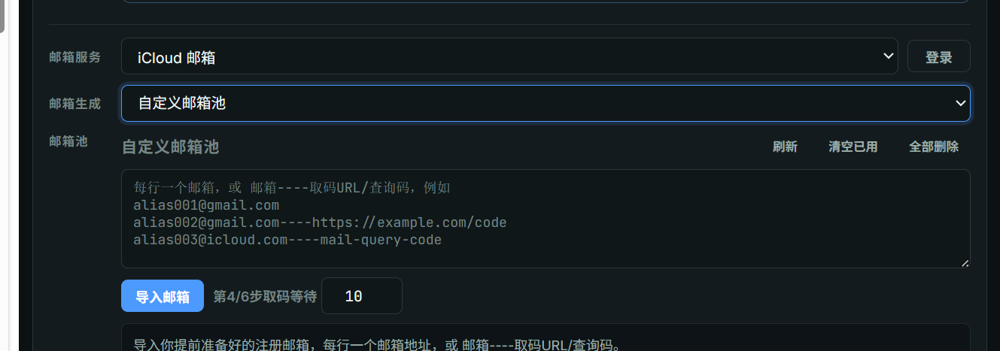 邮箱服务 iCloud 邮箱 登录
邮箱生成 自定义邮箱池
邮箱池 自定义邮箱池 刷新 清空已用 全部删除
每行一个邮箱，或 邮箱----取码URL/查询码，例如
alias001@gmail.com
alias002@gmail.com----https://example.com/code
alias003@icloud.com----mail-query-code
导入邮箱 第4/6步取码等待 10
导入你提前准备好的注册邮箱，每行一个邮箱地址，或 邮箱----取码URL/查询码。